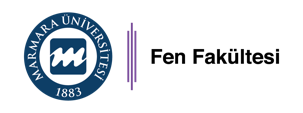 MARMARA ÜNİVERSİTESİ
1883
Fen Fakültesi